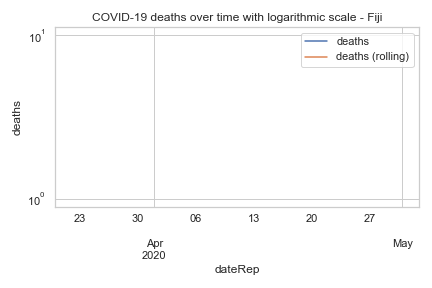 COVID-19 deaths over time with logarithmic scale - Fiji
10¹
deaths
deaths (rolling)
deaths
10⁰
23 30 06 13 20 27
Apr May
2020
dateRep